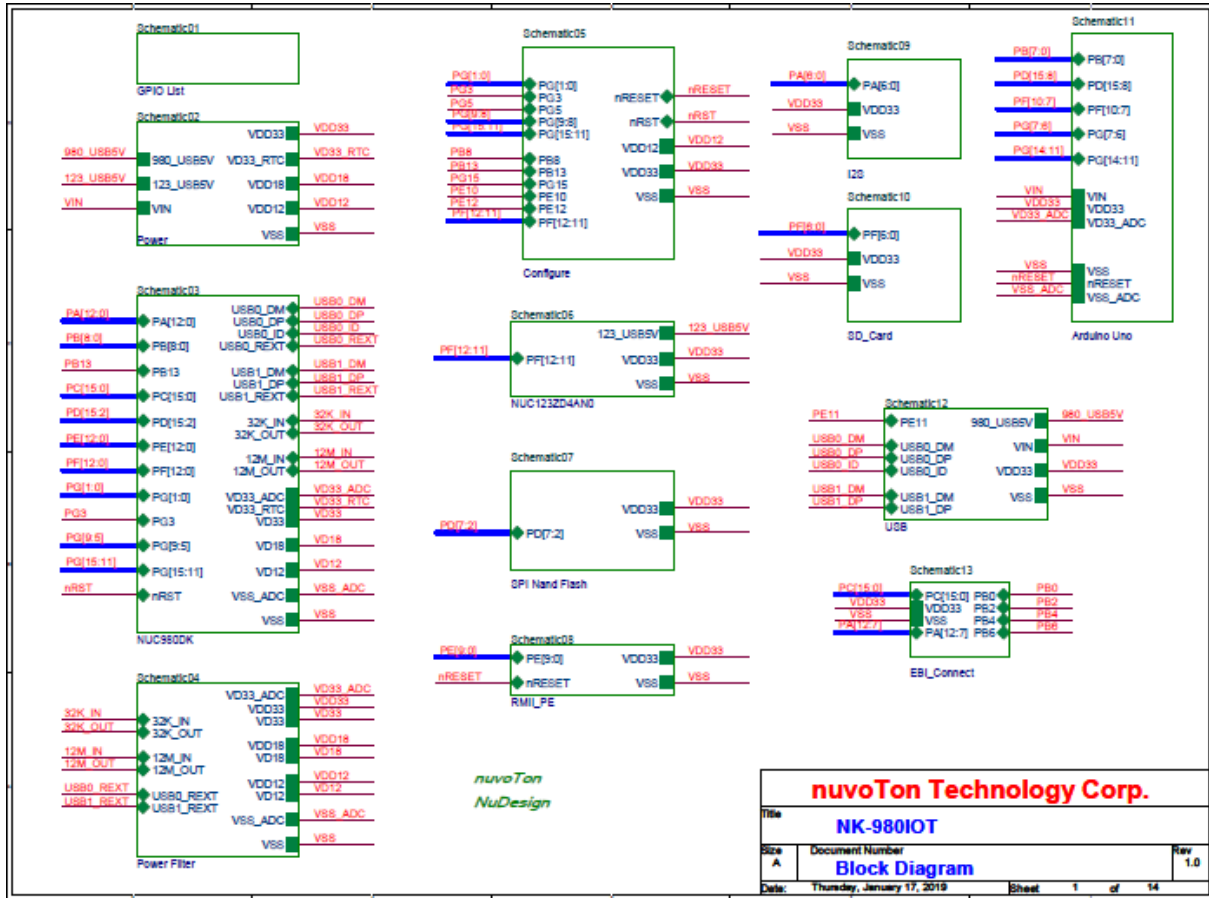 Schematic01
GPIO List
Schematic02
980_USB5V 980_USB5V VDD33 VDD33
123_USB5V 123_USB5V VD33_RTC VD33_RTC
VIN VIN VDD18 VDD18
VDD12 VDD12
VSS VSS
Power
Schematic03
PA[12:0] PA[12:0] USB0_DM USB0_DM
PB[8:0] PB[8:0] USB0_DP USB0_DP
PB13 PB13 USB0_ID USB0_ID
PC[15:0] PC[15:0] USB0_REXT USB0_REXT
PD[15:2] PD[15:2] USB1_DM USB1_DM
PE[12:0] PE[12:0] USB1_DP USB1_DP
PF[12:0] PF[12:0] USB1_REXT USB1_REXT
PG[1:0] PG[1:0] 32K_IN 32K_IN
PG3 PG3 32K_OUT 32K_OUT
PG[9:5] PG[9:5] 12M_IN 12M_IN
PG[15:11] PG[15:11] 12M_OUT 12M_OUT
nRST nRST VD33_ADC VD33_ADC
VD33_RTC VD33_RTC
VD33 VD33
VD18 VD18
VD12 VD12
VSS_ADC VSS_ADC
VSS VSS
NUC980DK
Schematic04
32K_IN 32K_IN VD33_ADC VD33_ADC
32K_OUT 32K_OUT VDD33 VDD33
12M_IN 12M_IN VD33 VD33
12M_OUT 12M_OUT VDD18 VDD18
USB0_REXT USB0_REXT VD18 VD18
USB1_REXT USB1_REXT VDD12 VDD12
VD12 VD12
VSS_ADC VSS_ADC
VSS VSS
Power Filter
Schematic05
PG[1:0] PG[1:0] nRESET nRESET
PG3 PG3 nRST nRST
PG5 PG5 VDD12 VDD12
PG[9:8] PG[9:8] VDD33 VDD33
PG[15:11] PG[15:11] VSS VSS
PB8 PB8
PB13 PB13
PG15 PG15
PE10 PE10
PE12 PE12
PF[12:11] PF[12:11]
Configure
Schematic06
PF[12:11] PF[12:11] 123_USB5V 123_USB5V
VDD33 VDD33
VSS VSS
NUC123ZD4AN0
Schematic07
PD[7:2] PD[7:2] VDD33 VDD33
VSS VSS
SPI Nand Flash
Schematic08
PE[9:0] PE[9:0] VDD33 VDD33
nRESET nRESET VSS VSS
RMII_PE
nuvoTon
NuDesign
Schematic09
PA[6:0] PA[6:0]
VDD33 VDD33
VSS VSS
I2S
Schematic10
PF[6:0] PF[6:0]
VDD33 VDD33
VSS VSS
SD_Card
Schematic11
PB[7:0] PB[7:0]
PD[15:8] PD[15:8]
PF[10:7] PF[10:7]
PG[7:6] PG[7:6]
PG[14:11] PG[14:11]
VIN VIN
VDD33 VDD33
VD33_ADC VD33_ADC
VSS VSS
nRESET nRESET
VSS_ADC VSS_ADC
Arduino Uno
Schematic12
PE11 PE11 980_USB5V 980_USB5V
USB0_DM USB0_DM VIN VIN
USB0_DP USB0_DP VDD33 VDD33
USB0_ID USB0_ID VSS VSS
USB1_DM USB1_DM
USB1_DP USB1_DP
USB
Schematic13
PC[15:0] PC[15:0] PB0 PB0
VDD33 VDD33 PB2 PB2
VSS VSS PB4 PB4
PA[12:7] PA[12:7] PB6 PB6
EBI_Connect
nuvoTon Technology Corp.
Title
NK-980IOT
Size Document Number Rev
A Block Diagram 1.0
Date: Thursday, January 17, 2019 Sheet 1 of 14